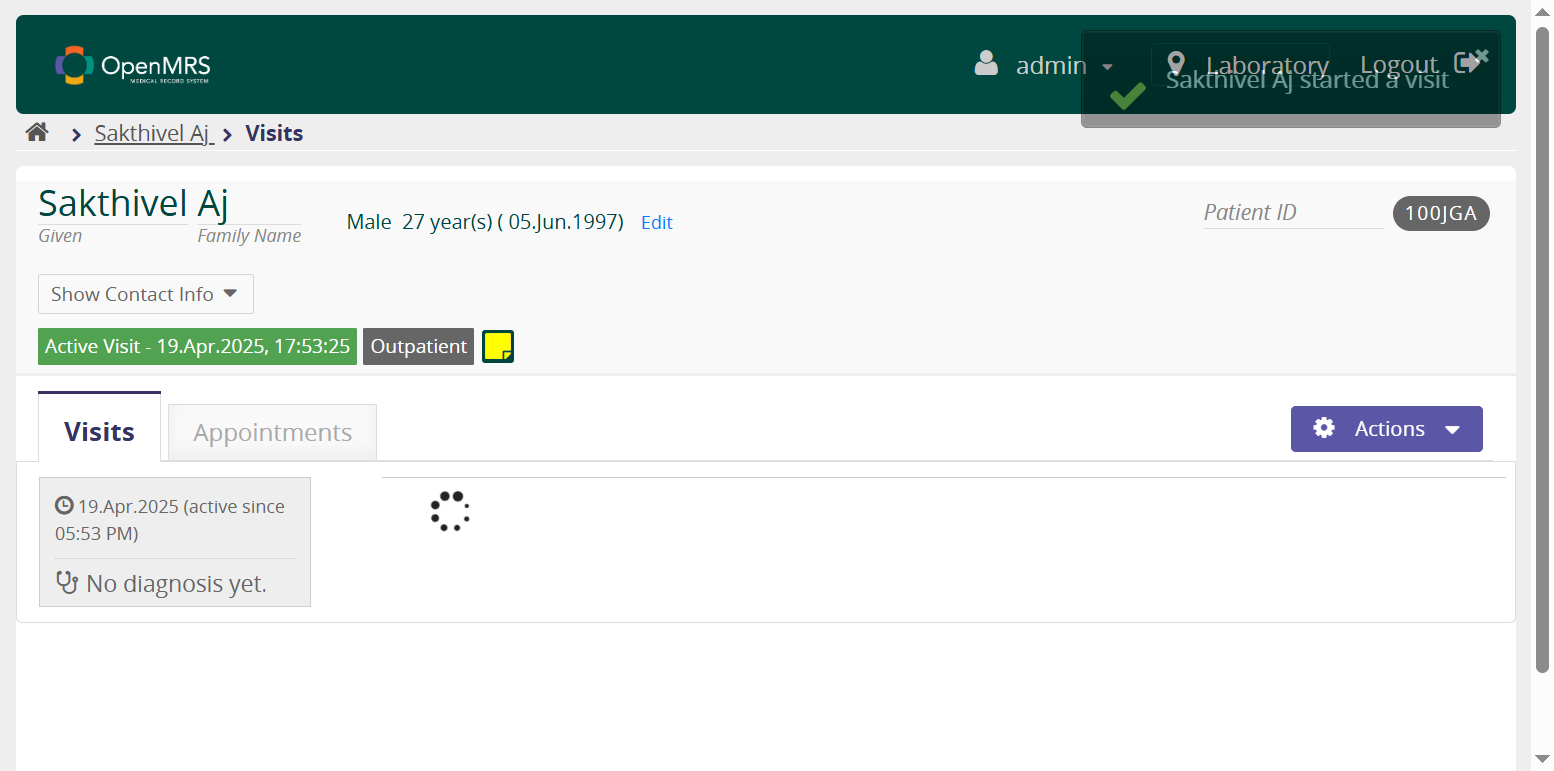 OpenMRS
MEDICAL RECORD SYSTEM
admin
Laboratory
Logout
Sakthivel Aj started a visit
Sakthivel Aj
Visits
Sakthivel Aj
Given Family Name
Male 27 year(s) ( 05.Jun.1997) Edit
Patient ID 100JGA
Show Contact Info
Active Visit - 19.Apr.2025, 17:53:25 Outpatient
Visits Appointments
Actions
19.Apr.2025 (active since
05:53 PM)
No diagnosis yet.